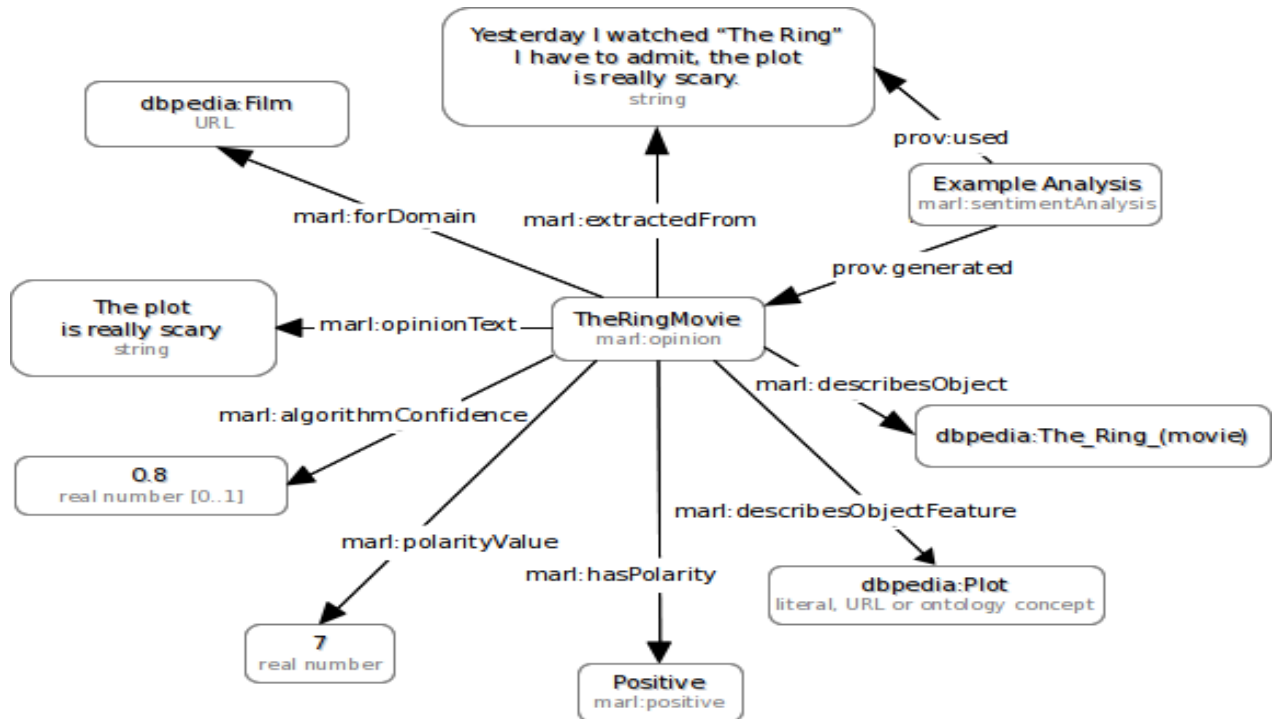 Yesterday I watched “The Ring”
I have to admit, the plot
is really scary.
string
dbpedia:Film
URL
prov:used
Example Analysis
marl:sentimentAnalysis
marl:forDomain
marl:extractedFrom
prov:generated
The plot
is really scary
string
marl:opinionText
TheRingMovie
marl:opinion
marl:describesObject
marl:algorithmConfidence
dbpedia:The_Ring_(movie)
0.8
real number [0..1]
marl:describesObjectFeature
marl:polarityValue
marl:hasPolarity
dbpedia:Plot
literal, URL or ontology concept
7
real number
Positive
marl:positive